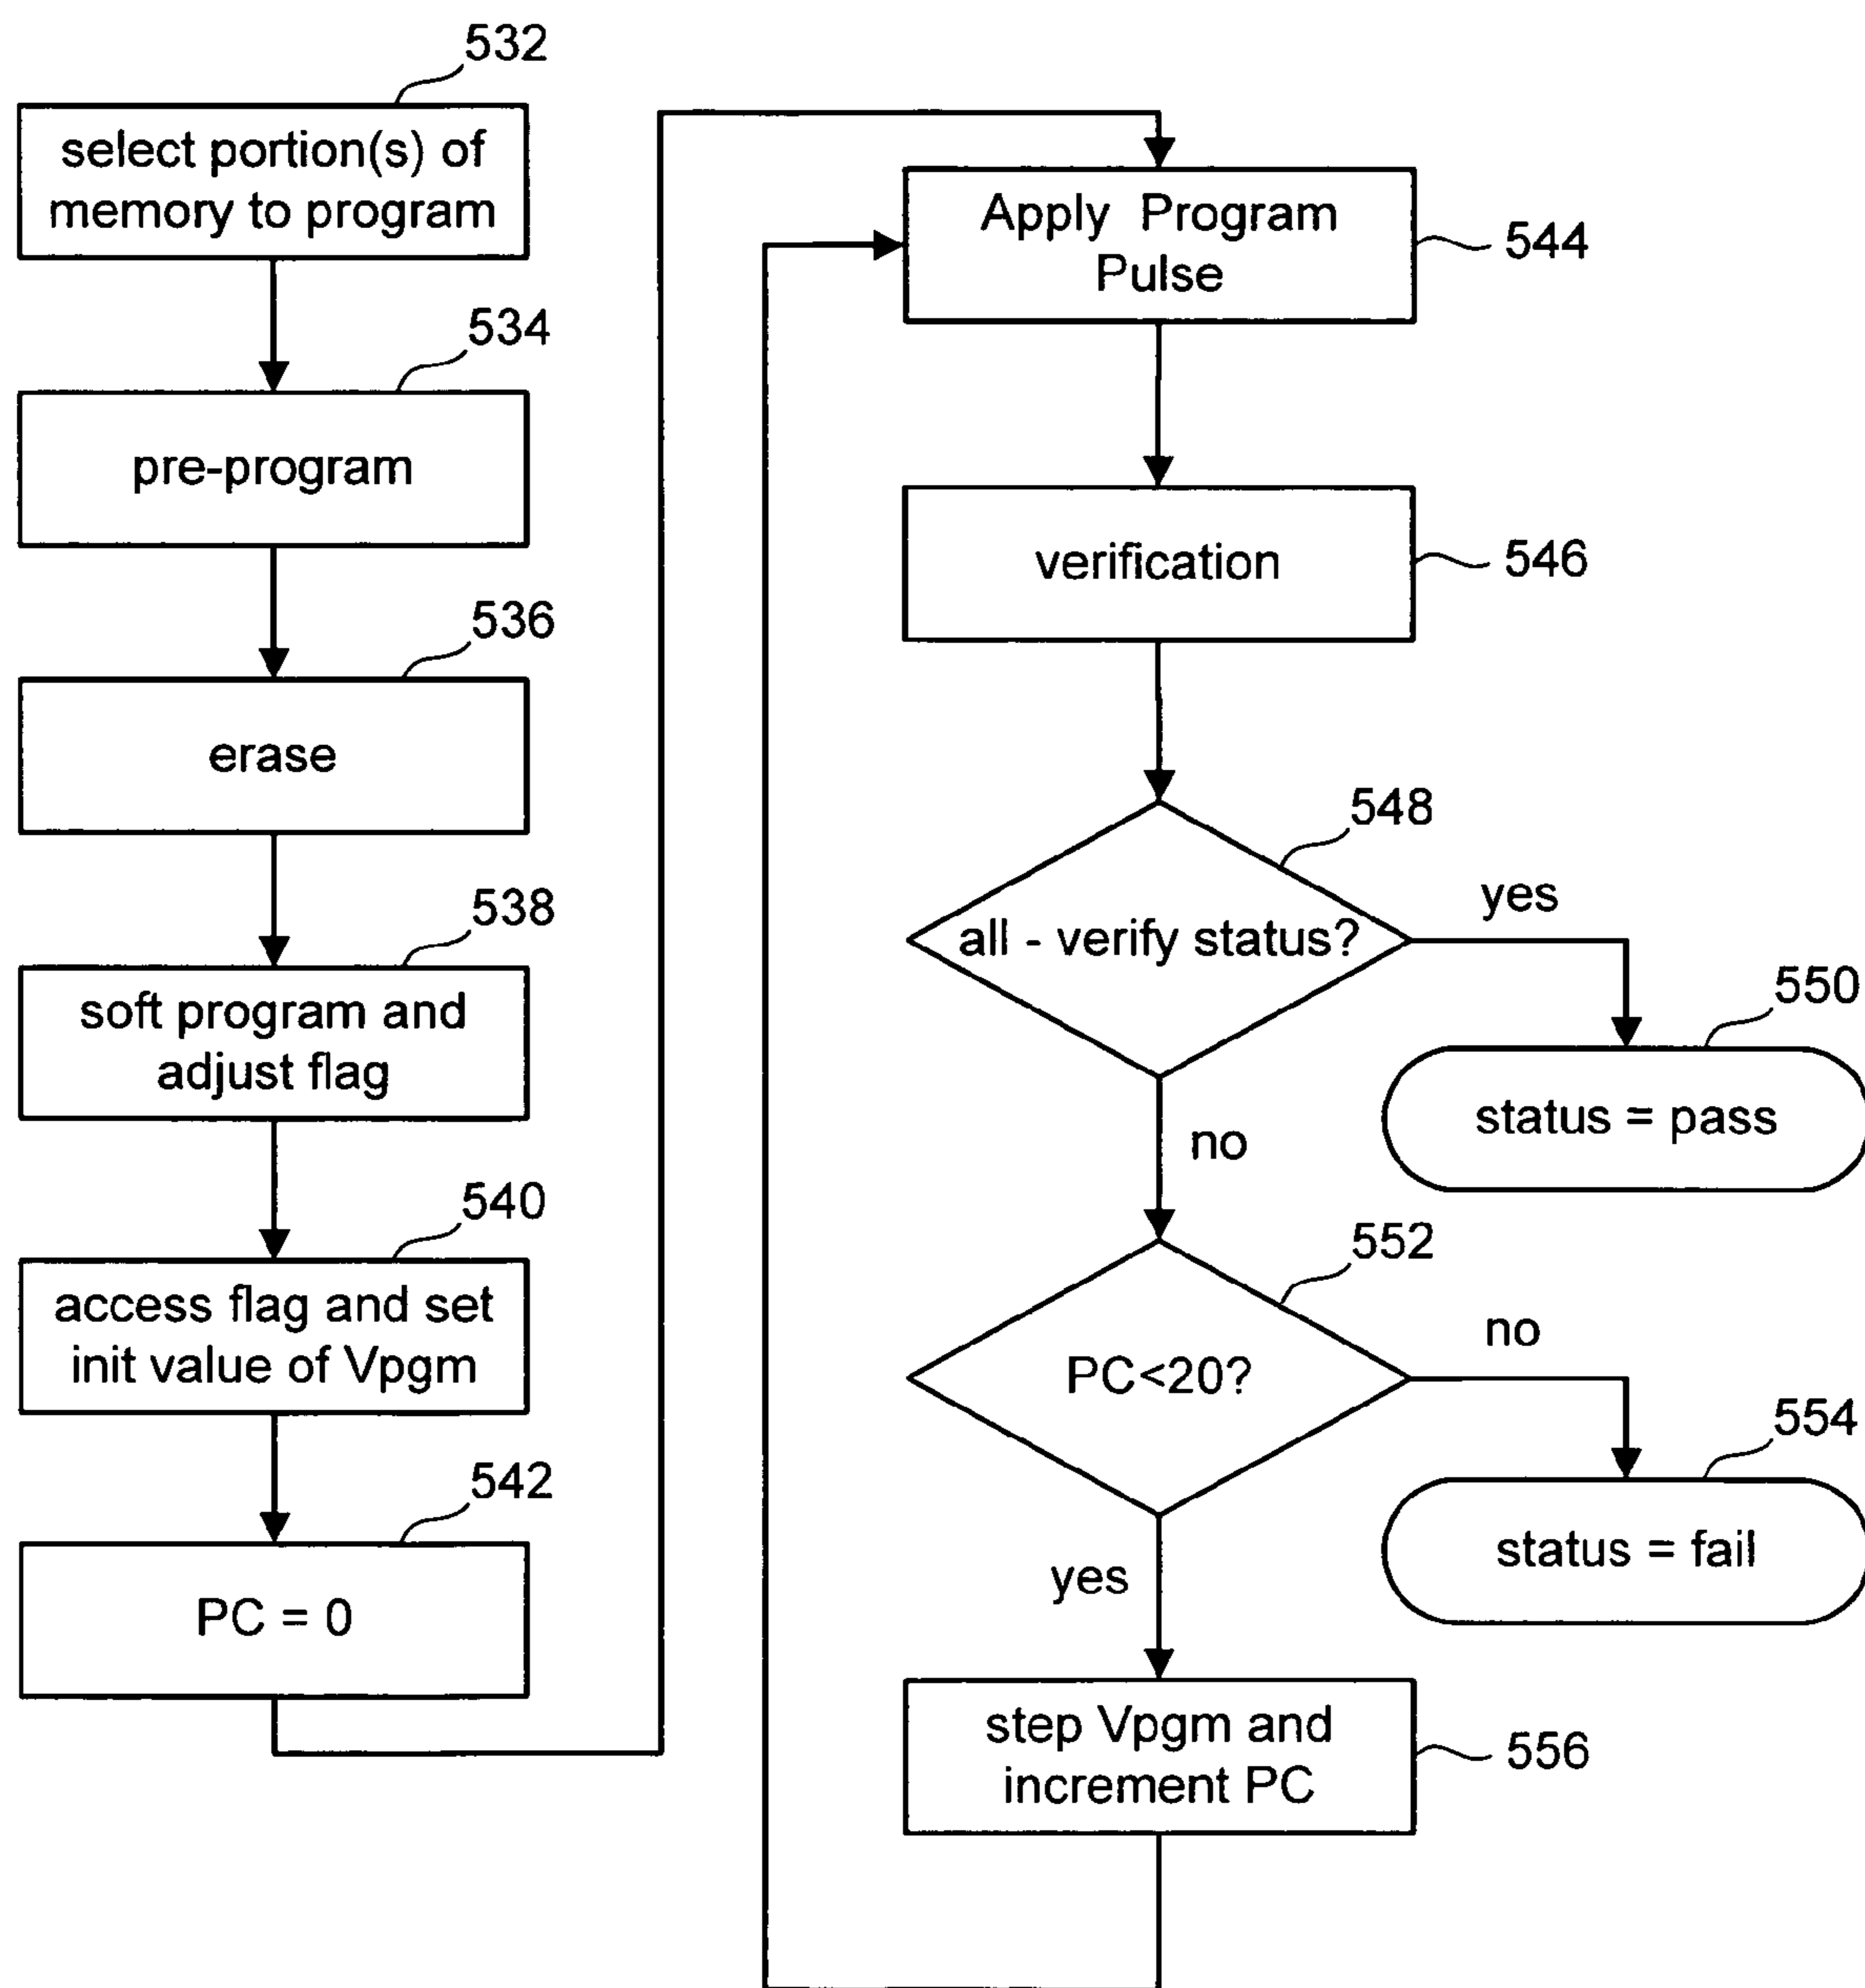 532
select portion(s) of
memory to program
534
pre-program
536
erase
538
soft program and
adjust flag
540
access flag and set
init value of Vpgm
542
PC = 0
Apply Program
Pulse
544
verification
546
548
all - verify status?
yes
550
status = pass
no
552
PC<20?
no
554
status = fail
yes
step Vpgm and
increment PC
556